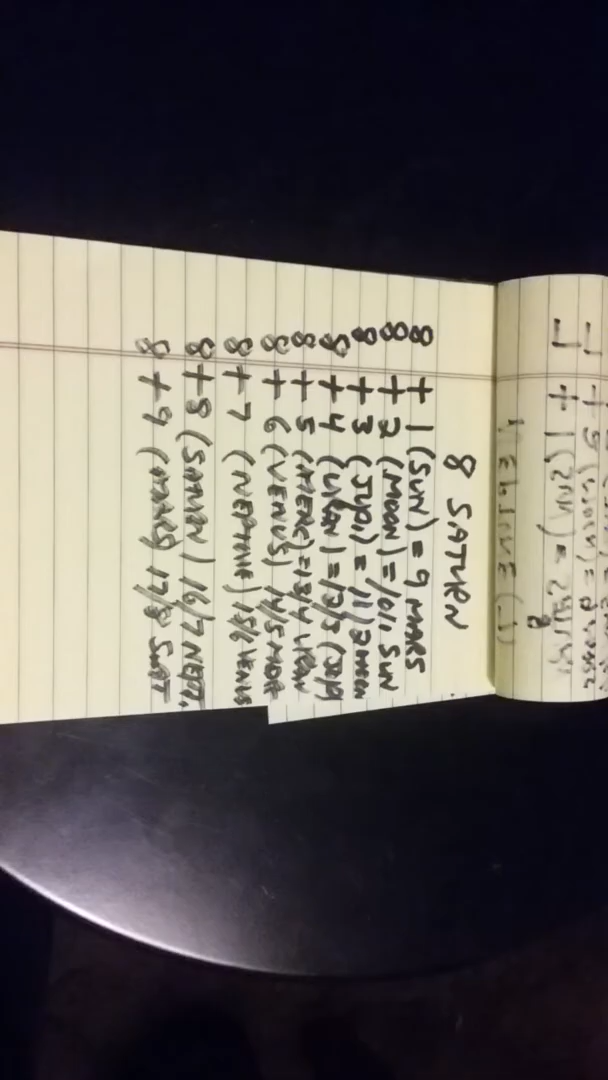 8 SATURN
8 + 1 (SUN) = 9 MARS
8 + 2 (MOON) = 10/1 SUN
8 + 3 (JUPI) = 11/2 MOON
8 + 4 (URAN) = 12/3 (JUP)
8 + 5 (MERC) = 13/4 URAN
8 + 6 (VENUS) 14/5 MER
8 + 7 (NEPTUNE) 15/6 VENUS
8 + 8 (SATURN) 16/7 NEPT.
8 + 9 (MARS) 17/8 SAT